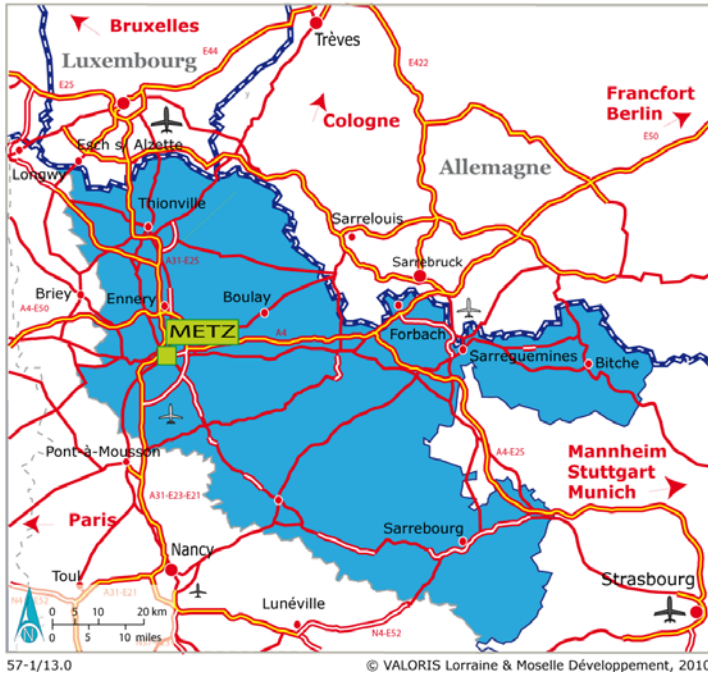 Bruxelles
Trèves
E44
E422
Luxembourg
E25
Francfort
Berlin
Cologne
E50
Esch s/ Alzette
Allemagne
Longwy
Thionville
Sarrelouis
A31-E25
Sarrebruck
Briey
Ennery
Boulay
A4-E50
METZ
A4
Forbach
Sarreguemines
Bitche
Pont-à-Mousson
A4-E25
Mannheim
Stuttgart
Munich
A31-E23-E21
Paris
Sarrebourg
Nancy
Toul
A31-E21
Strasbourg
N4-E52
Lunéville
N4-E52
0 5 10 20 km
0 5 10 miles
N
57-1/13.0
© VALORIS Lorraine & Moselle Développement, 2010